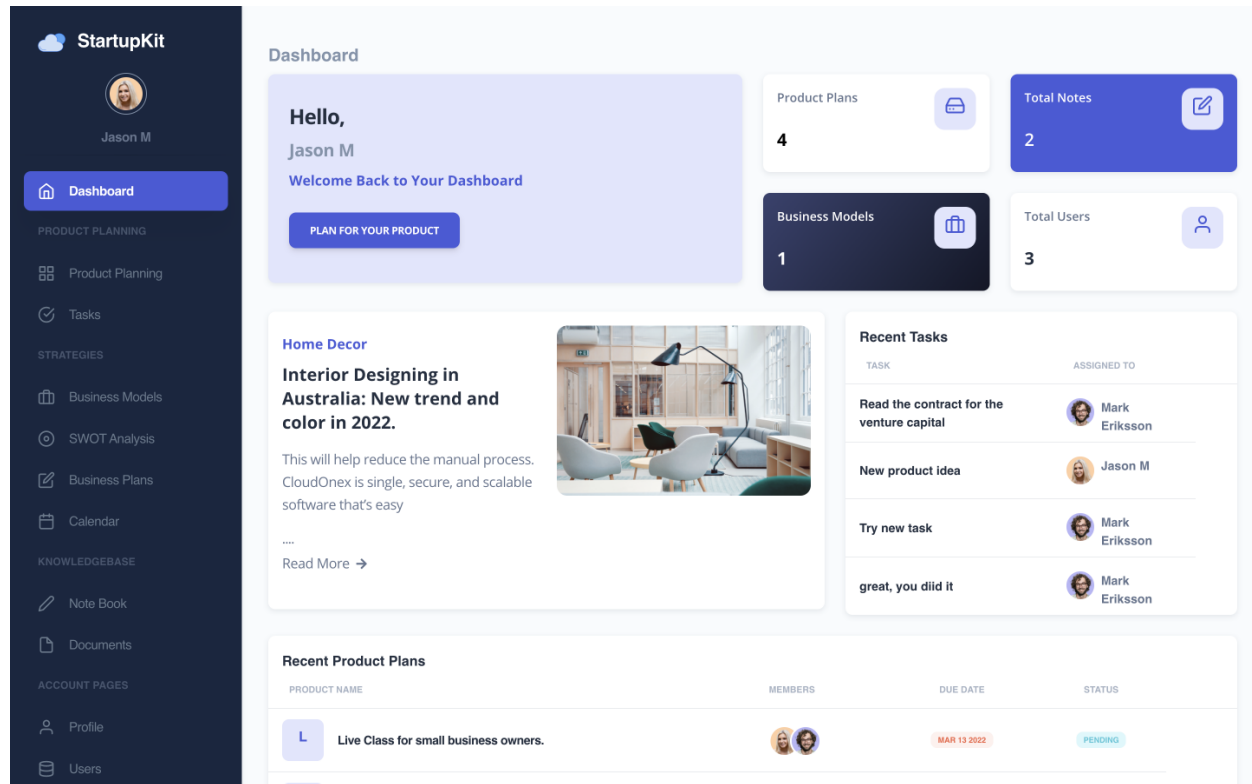 StartupKit
Jason M
Dashboard
PRODUCT PLANNING
Product Planning
Tasks
STRATEGIES
Business Models
SWOT Analysis
Business Plans
Calendar
KNOWLEDGEBASE
Note Book
Documents
ACCOUNT PAGES
Profile
Users
Dashboard
Hello,
Jason M
Welcome Back to Your Dashboard
PLAN FOR YOUR PRODUCT
Product Plans
4
Total Notes
2
Business Models
1
Total Users
3
Home Decor
Interior Designing in
Australia: New trend and
color in 2022.
This will help reduce the manual process.
CloudOnex is single, secure, and scalable
software that's easy
....
Read More →
Recent Tasks
TASK ASSIGNED TO
Read the contract for the
venture capital
Mark
Eriksson
New product idea
Jason M
Try new task
Mark
Eriksson
great, you diid it
Mark
Eriksson
Recent Product Plans
PRODUCT NAME MEMBERS DUE DATE STATUS
L Live Class for small business owners. MAR 13 2022 PENDING